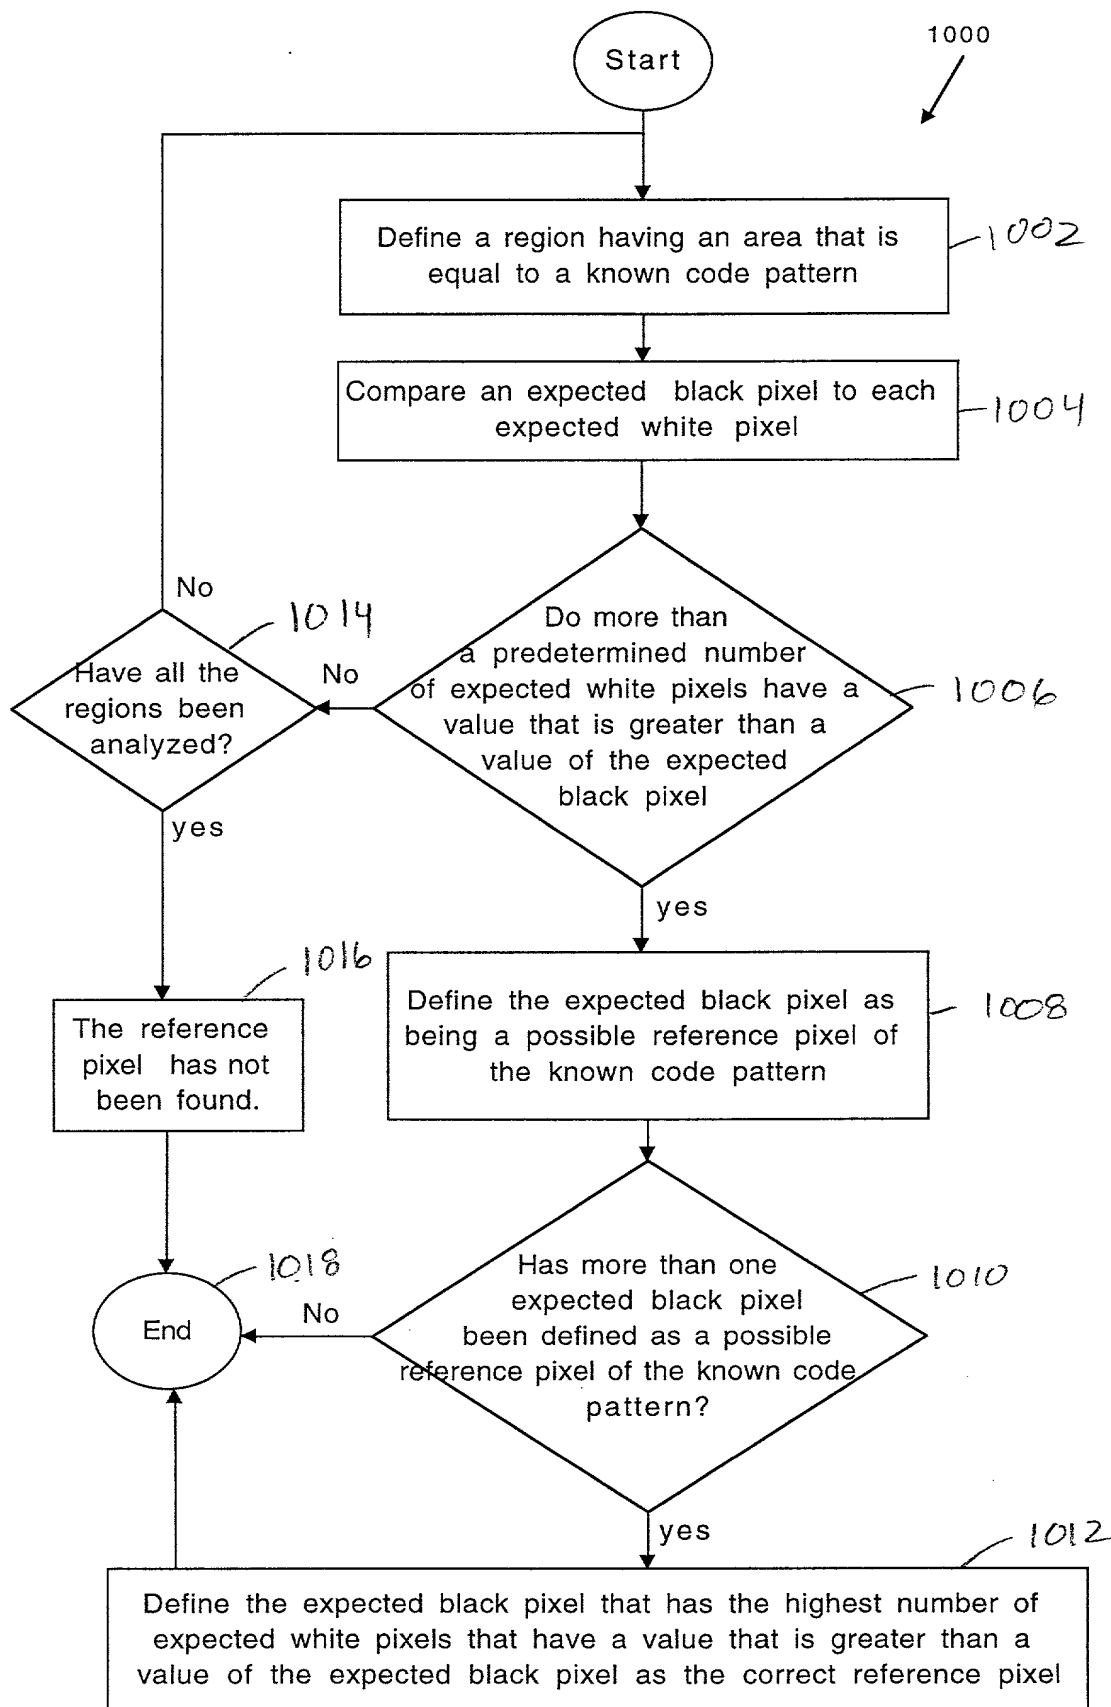 Start
1000
Define a region having an area that is
equal to a known code pattern
1002
Compare an expected black pixel to each
expected white pixel
1004
No
1014
Have all the
regions been
analyzed?
No
Do more than
a predetermined number
of expected white pixels have a
value that is greater than a
value of the expected
black pixel
1006
yes
yes
1016
The reference
pixel has not
been found.
Define the expected black pixel as
being a possible reference pixel of
the known code pattern
1008
1018
End
No
Has more than one
expected black pixel
been defined as a possible
reference pixel of the known code
pattern?
1010
yes
1012
Define the expected black pixel that has the highest number of
expected white pixels that have a value that is greater than a
value of the expected black pixel as the correct reference pixel